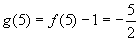 g(5) = f(5) − 1 = −5/2